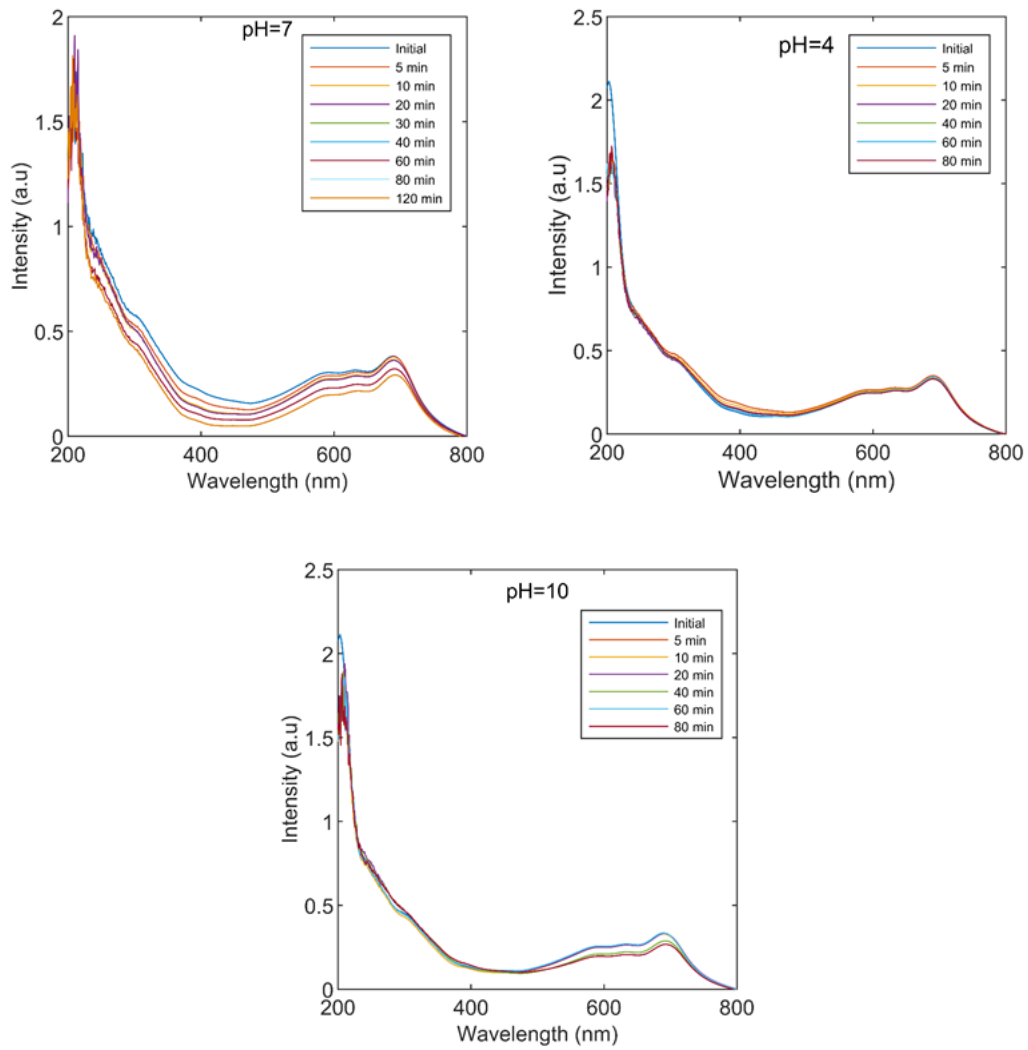 pH=7
Initial
5 min
10 min
20 min
30 min
40 min
60 min
80 min
120 min
2
1.5
1
0.5
0
200
400
600
800
Intensity (a.u)
Wavelength (nm)
pH=4
Initial
5 min
10 min
20 min
40 min
60 min
80 min
2.5
2
1.5
1
0.5
0
200
400
600
800
Intensity (a.u)
Wavelength (nm)
pH=10
Initial
5 min
10 min
20 min
40 min
60 min
80 min
2.5
2
1.5
1
0.5
0
200
400
600
800
Intensity (a.u)
Wavelength (nm)